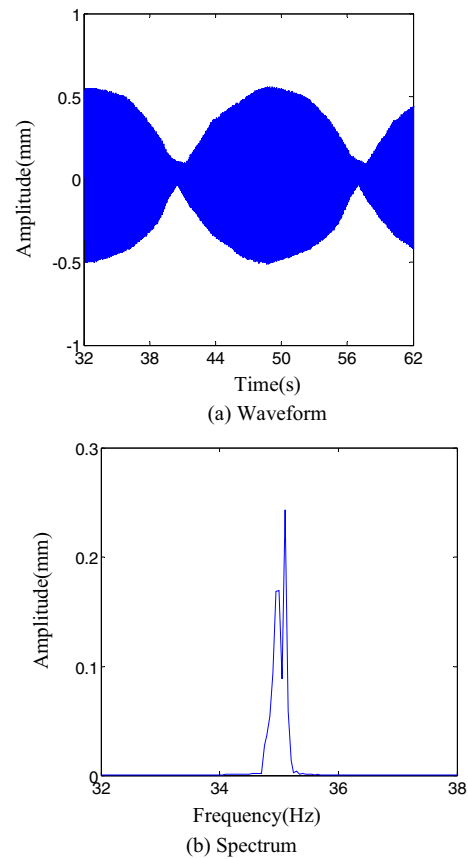 1
0.5
0
-0.5
-1
Amplitude(mm)
32 38 44 50 56 62
Time(s)
(a) Waveform
0.3
0.2
0.1
0
Amplitude(mm)
32 34 36 38
Frequency(Hz)
(b) Spectrum